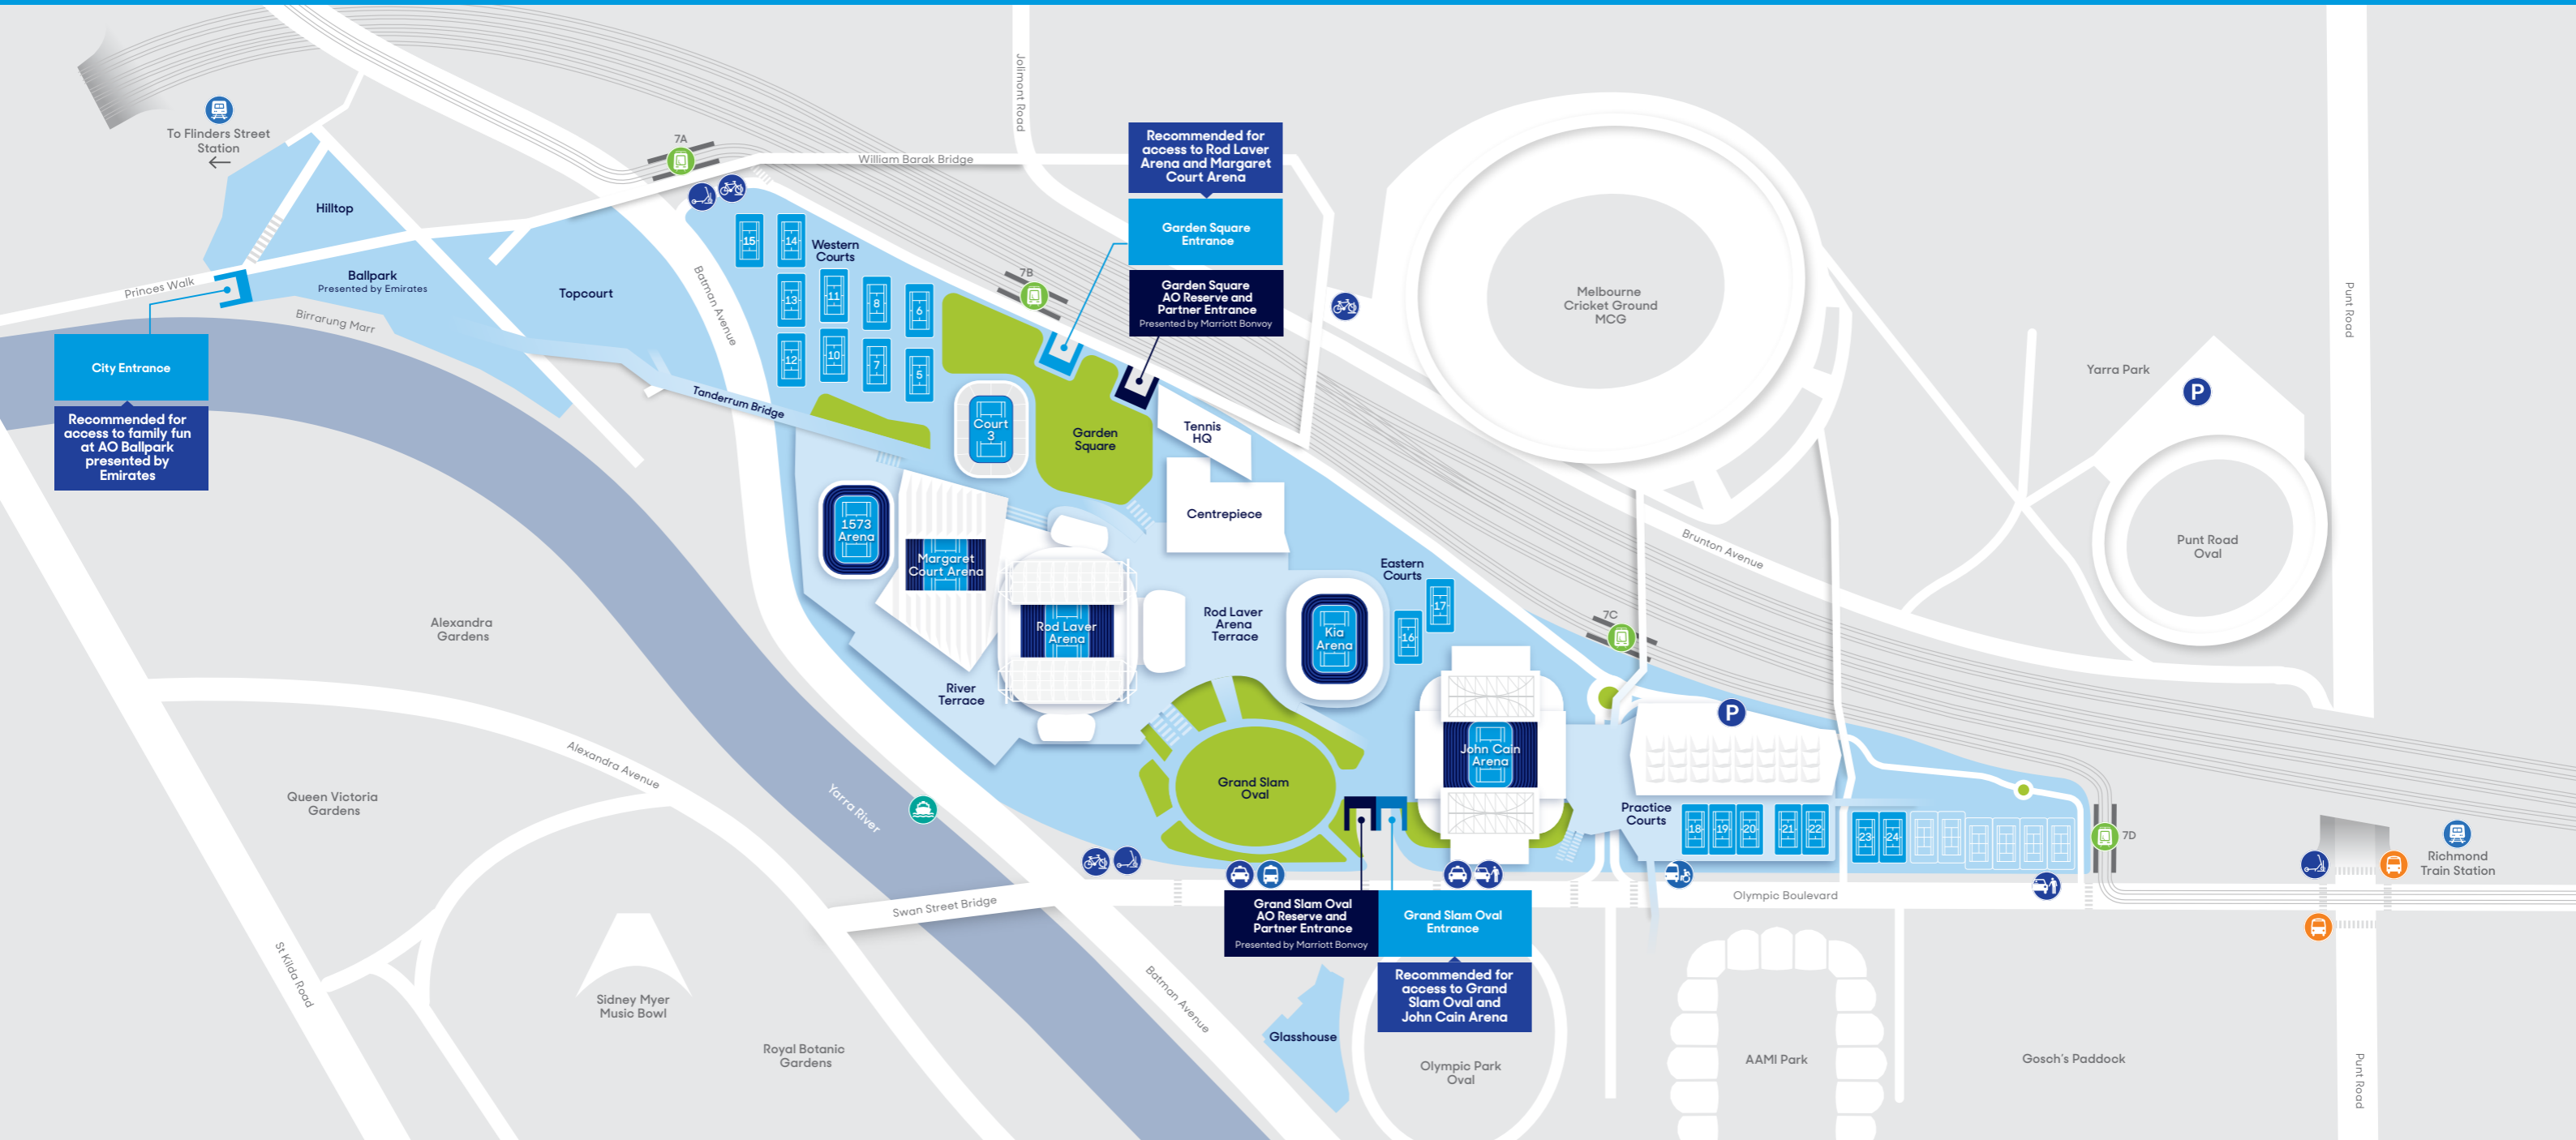 To Flinders Street
Station
7A
Jolimont Road
William Barak Bridge
Recommended for
access to Rod Laver
Arena and Margaret
Court Arena
Garden Square
Entrance
Garden Square
AO Reserve and
Partner Entrance
Presented by Marriott Bonvoy
7B
Hilltop
Princes Walk
Ballpark
Presented by Emirates
Birrarung Marr
Topcourt
City Entrance
Recommended for
access to family fun
at AO Ballpark
presented by
Emirates
Batman Avenue
Tanderrum Bridge
Western
Courts
15
14
13
11
8
6
12
10
7
5
Court
3
Garden
Square
Tennis
HQ
Centrepiece
1573
Arena
Margaret
Court Arena
Rod Laver
Arena
Rod Laver
Arena
Terrace
River
Terrace
Kia
Arena
Eastern
Courts
17
16
7C
John Cain
Arena
Grand Slam
Oval
Practice
Courts
18
19
20
21
22
23
24
P
7D
Melbourne
Cricket Ground
MCG
Brunton Avenue
Yarra Park
P
Punt Road
Oval
Punt Road
Richmond
Train Station
Olympic Boulevard
Alexandra
Gardens
Queen Victoria
Gardens
Alexandra Avenue
Yarra River
Swan Street Bridge
St Kilda Road
Sidney Myer
Music Bowl
Royal Botanic
Gardens
Batman Avenue
Grand Slam Oval
AO Reserve and
Partner Entrance
Presented by Marriott Bonvoy
Grand Slam Oval
Entrance
Recommended for
access to Grand
Slam Oval and
John Cain Arena
Glasshouse
Olympic Park
Oval
AAMI Park
Gosch's Paddock
Punt Road